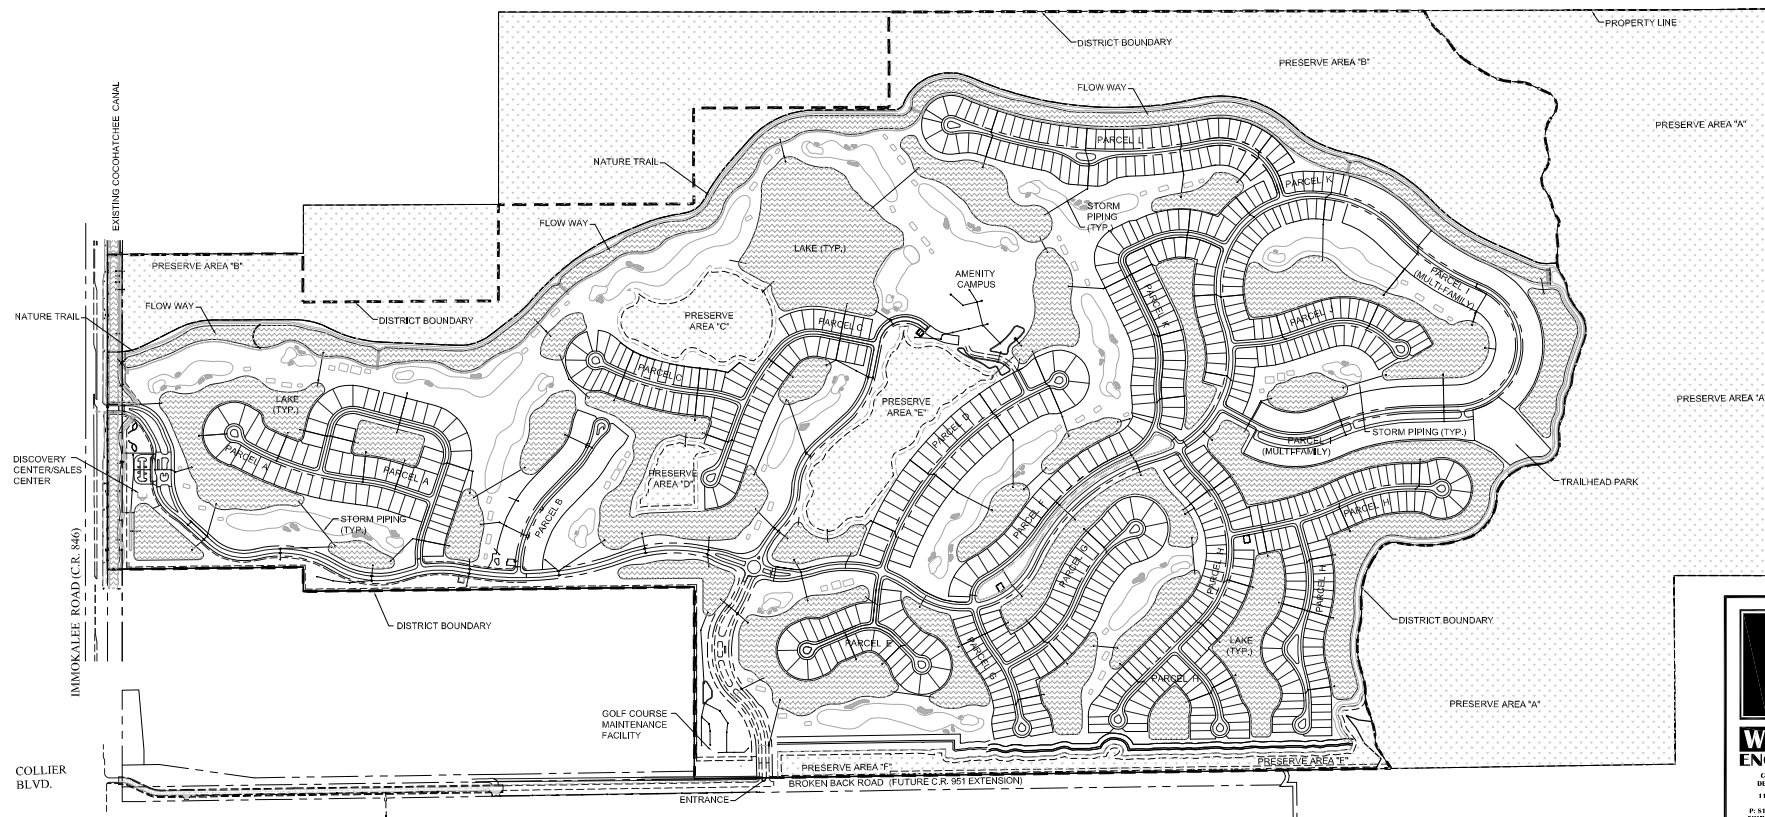 PROPERTY LINE
DISTRICT BOUNDARY
PRESERVE AREA "B"
FLOW WAY
PRESERVE AREA "A"
EXISTING COCOHATCHEE CANAL
PARCEL L
NATURE TRAIL
PARCEL K
STORM
PIPING
(TYP.)
FLOW WAY
LAKE (TYP.)
PRESERVE AREA "B"
AMENITY
CAMPUS
PARCEL I
(MULTI-FAMILY)
PARCEL K
FLOW WAY
NATURE TRAIL
DISTRICT BOUNDARY
PRESERVE
AREA "C"
PARCEL C
PARCEL J
PARCEL C
LAKE
(TYP.)
PRESERVE
AREA "E"
PRESERVE AREA "A"
PARCEL D
STORM PIPING (TYP.)
PARCEL I
(MULTI-FAMILY)
DISCOVERY
CENTER/SALES
CENTER
PARCEL A
PARCEL A
PRESERVE
AREA "D"
TRAILHEAD PARK
PARCEL B
PARCEL F
PARCEL H
STORM PIPING
(TYP.)
IMMOKALEE ROAD (C.R. 846)
PARCEL G
PARCEL H
PARCEL H
DISTRICT BOUNDARY
DISTRICT BOUNDARY
PARCEL E
PARCEL G
LAKE
(TYP.)
PARCEL H
PRESERVE AREA "A"
GOLF COURSE
MAINTENANCE
FACILITY
COLLIER
BLVD.
PRESERVE AREA "F"
PRESERVE AREA "E"
BROKEN BACK ROAD (FUTURE C.R. 951 EXTENSION)
ENTRANCE